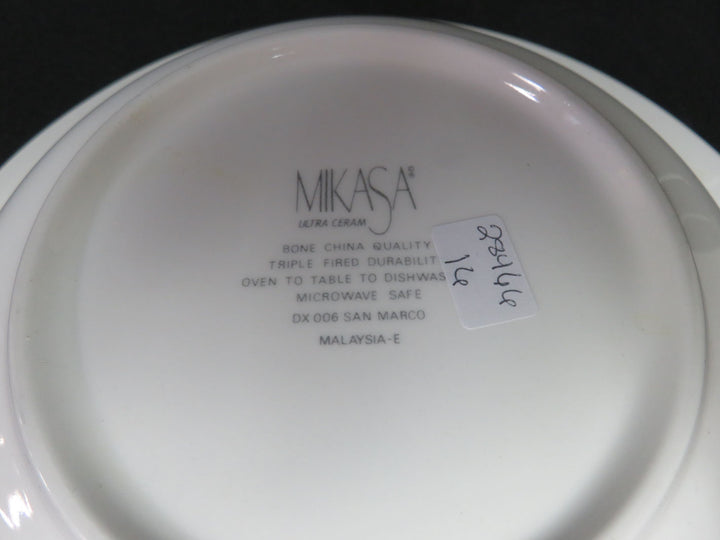 MIKASA®
ULTRA CERAM
BONE CHINA QUALITY
TRIPLE FIRED DURABILIT
OVEN TO TABLE TO DISHWAS
MICROWAVE SAFE
DX 006 SAN MARCO
MALAYSIA-E
28466
16